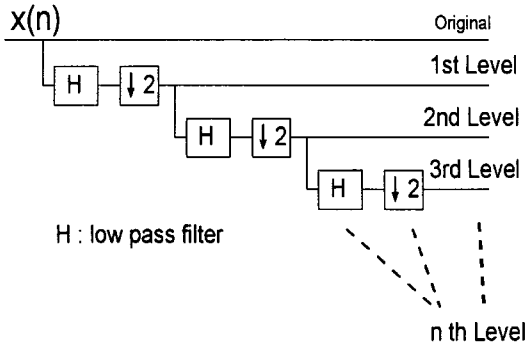 x(n)
Original
H ↓2
1st Level
H ↓2
2nd Level
H ↓2
3rd Level
H : low pass filter
n th Level